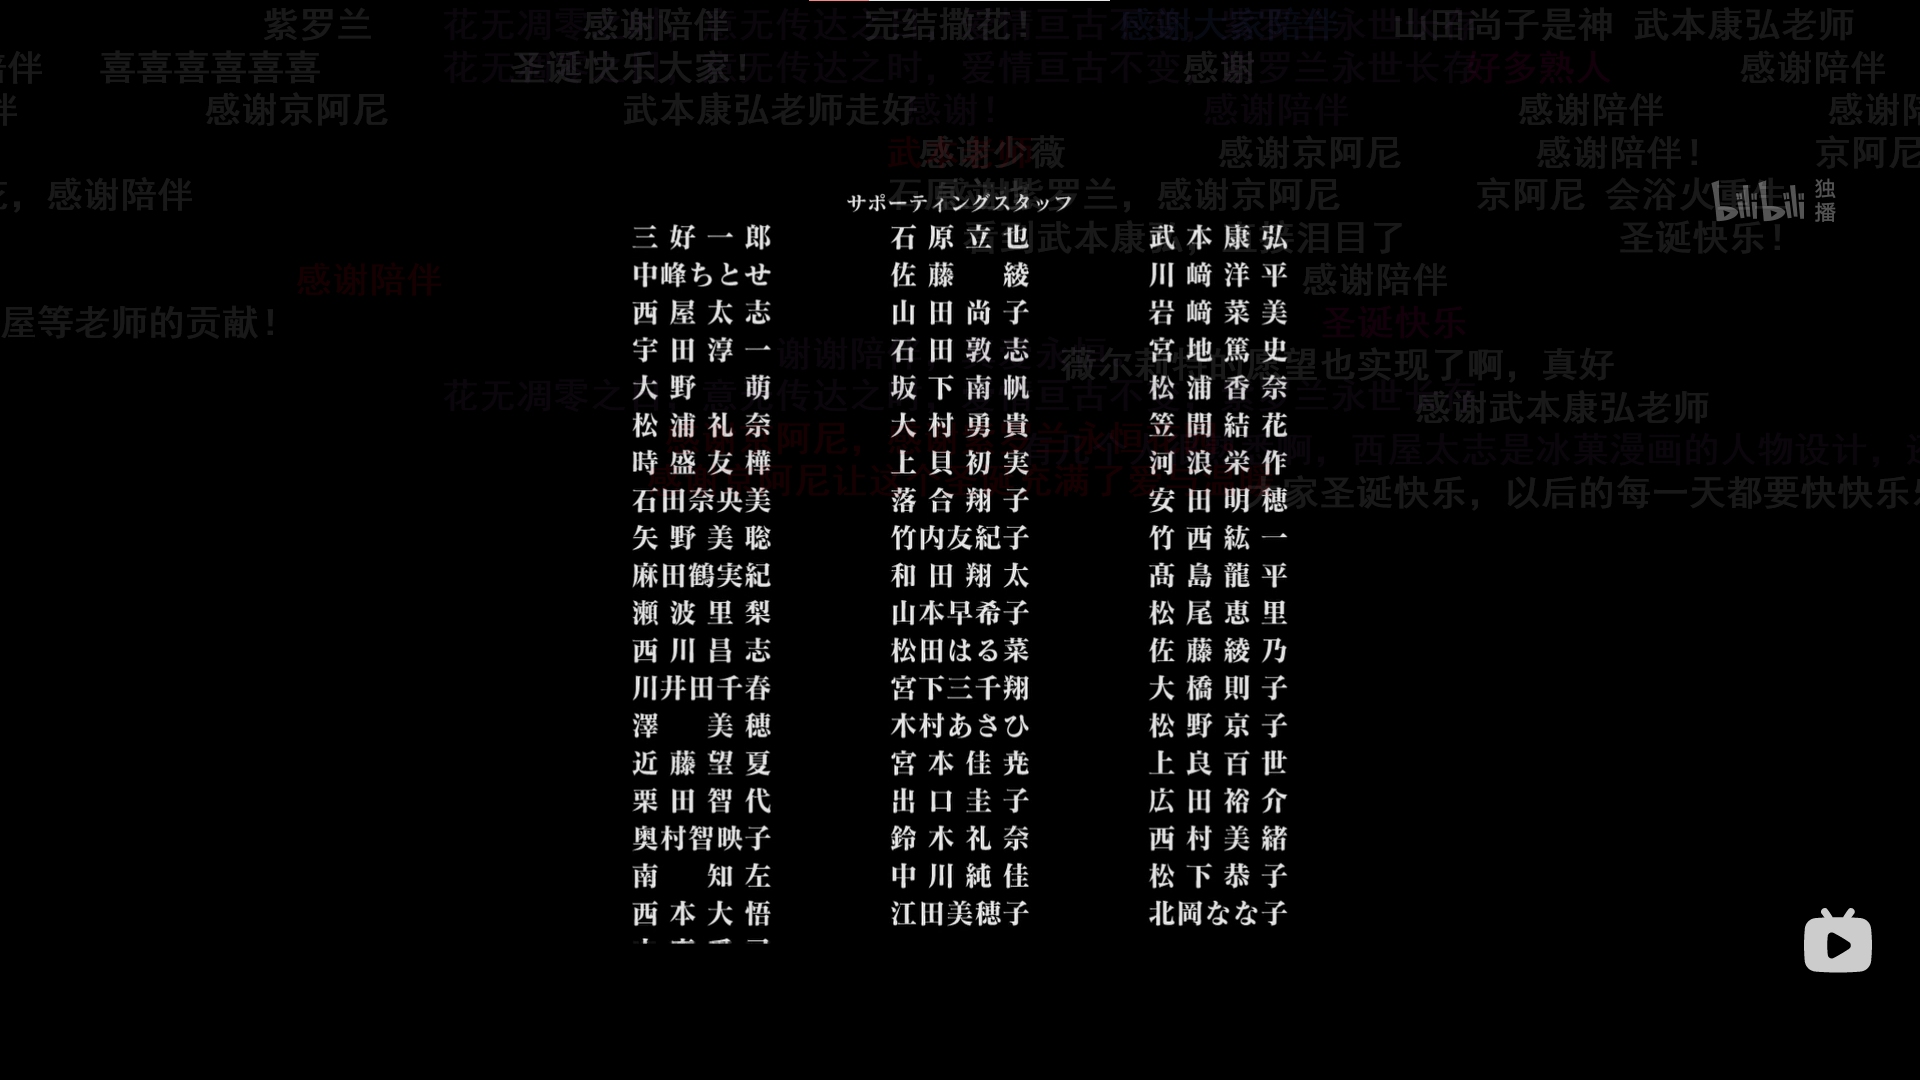 紫罗兰 感谢陪伴 完结撒花！ 感谢大家陪伴 山田尚子是神 武本康弘老师
喜喜喜喜喜喜 圣诞快乐大家！ 感谢 好多熟人 感谢陪伴
感谢京阿尼 武本康弘老师走好 感谢！ 感谢陪伴 感谢陪伴
感谢少薇 感谢京阿尼 感谢陪伴！ 京阿尼
感谢陪伴 感谢京阿尼 京阿尼 会浴火重生
bilibili 独播
サポーティングスタッフ
三好一郎 石原立也 武本康弘
圣诞快乐！
中峰ちとせ 佐藤綾 川﨑洋平
感谢陪伴 感谢陪伴
西屋太志 山田尚子 岩﨑菜美
屋等老师的贡献！ 圣诞快乐
宇田淳一 石田敦志 宮地篤史
薇尔莉特的愿望也实现了啊，真好
大野萌 坂下南帆 松浦香奈
感谢武本康弘老师
松浦礼奈 大村勇貴 笠間結花
西屋太志是冰菓漫画的人物设计，
時盛友樺 上貝初実 河浪栄作
石田奈央美 落合翔子 安田明穂
家圣诞快乐，以后的每一天都要快快乐乐
矢野美聡 竹内友紀子 竹西紘一
麻田鶴実紀 和田翔太 髙島龍平
瀬波里梨 山本早希子 松尾恵里
西川昌志 松田はる菜 佐藤綾乃
川井田千春 宮下三千翔 大橋則子
澤美穂 木村あさひ 松野京子
近藤望夏 宮本佳尭 上良百世
栗田智代 出口圭子 広田裕介
奥村智映子 鈴木礼奈 西村美緒
南知左 中川純佳 松下恭子
西本大悟 江田美穂子 北岡なな子